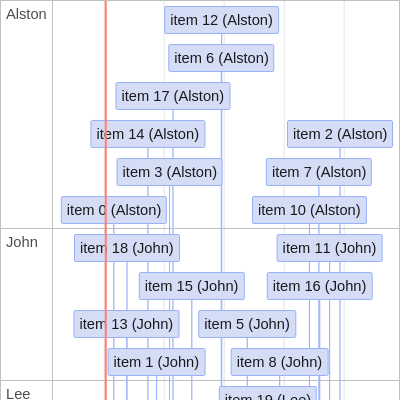 Alston
item 12 (Alston)
item 6 (Alston)
item 17 (Alston)
item 14 (Alston)
item 2 (Alston)
item 3 (Alston)
item 7 (Alston)
item 0 (Alston)
item 10 (Alston)
John
item 18 (John)
item 11 (John)
item 15 (John)
item 16 (John)
item 13 (John)
item 5 (John)
item 1 (John)
item 8 (John)
Lee
item 19 (Lee)